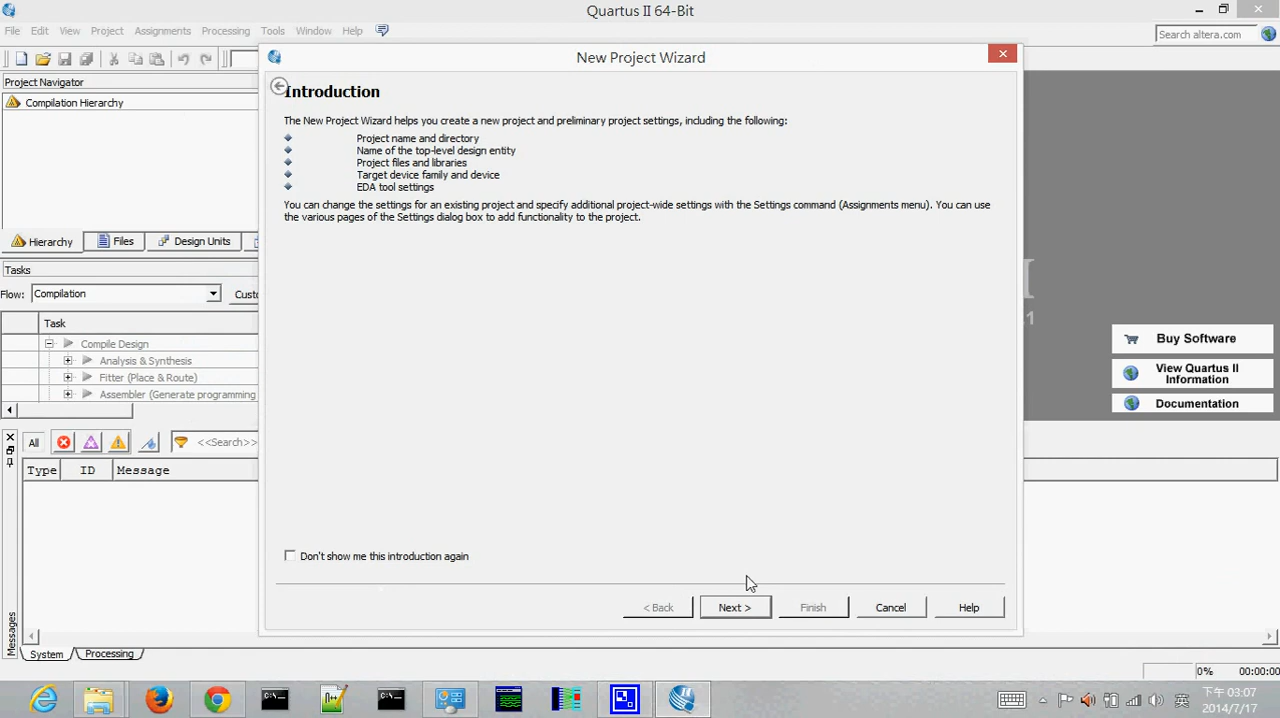 Quartus II 64-Bit
File Edit View Project Assignments Processing Tools Window Help
Search altera.com
New Project Wizard
Project Navigator
Compilation Hierarchy
Introduction
The New Project Wizard helps you create a new project and preliminary project settings, including the following:
Project name and directory
Name of the top-level design entity
Project files and libraries
Target device family and device
EDA tool settings
You can change the settings for an existing project and specify additional project-wide settings with the Settings command (Assignments menu). You can use
the various pages of the Settings dialog box to add functionality to the project.
Hierarchy Files Design Units
Tasks
Flow: Compilation Custo
Task
Compile Design
Analysis & Synthesis
Fitter (Place & Route)
Assembler (Generate programming
I
.1
Buy Software
View Quartus II
Information
Documentation
All <<Search>>
Type ID Message
Don't show me this introduction again
< Back Next > Finish Cancel Help
Messages
System Processing
0% 00:00:00
英
下午 03:07
2014/7/17